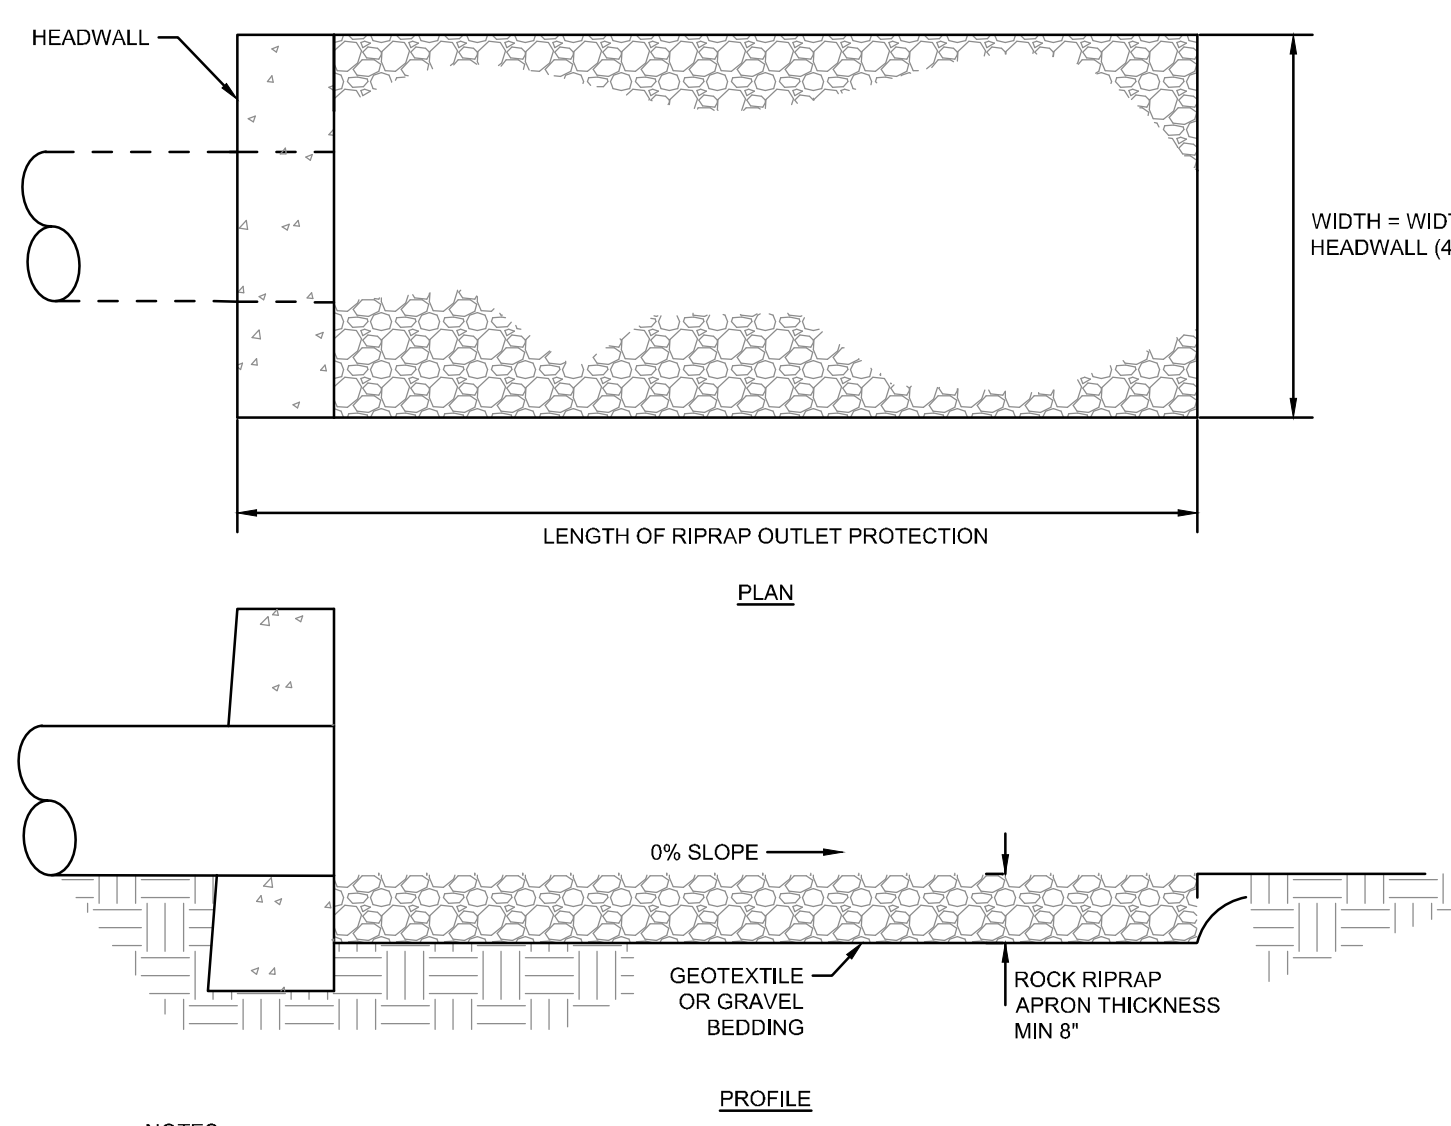 HEADWALL
WIDTH =
HEADWALL (4
LENGTH OF RIPRAP OUTLET PROTECTION
PLAN
0% SLOPE
GEOTEXTILE
OR GRAVEL
BEDDING
ROCK RIPRAP
APRON THICKNESS
MIN 8"
PROFILE
NOTES